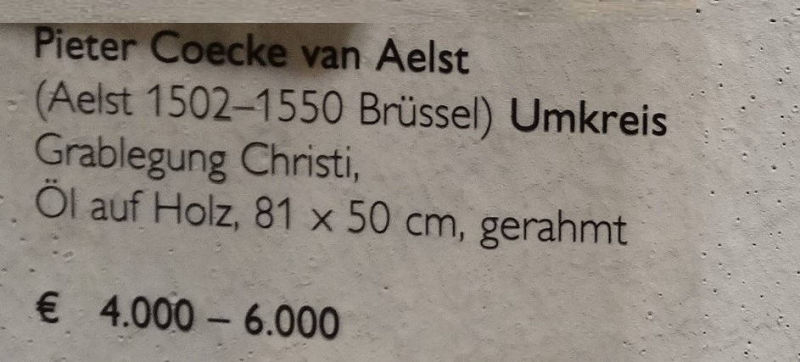 Pieter Coecke van Aelst
(Aelst 1502–1550 Brüssel) Umkreis
Grablegung Christi,
Öl auf Holz, 81 x 50 cm, gerahmt
€ 4.000 – 6.000